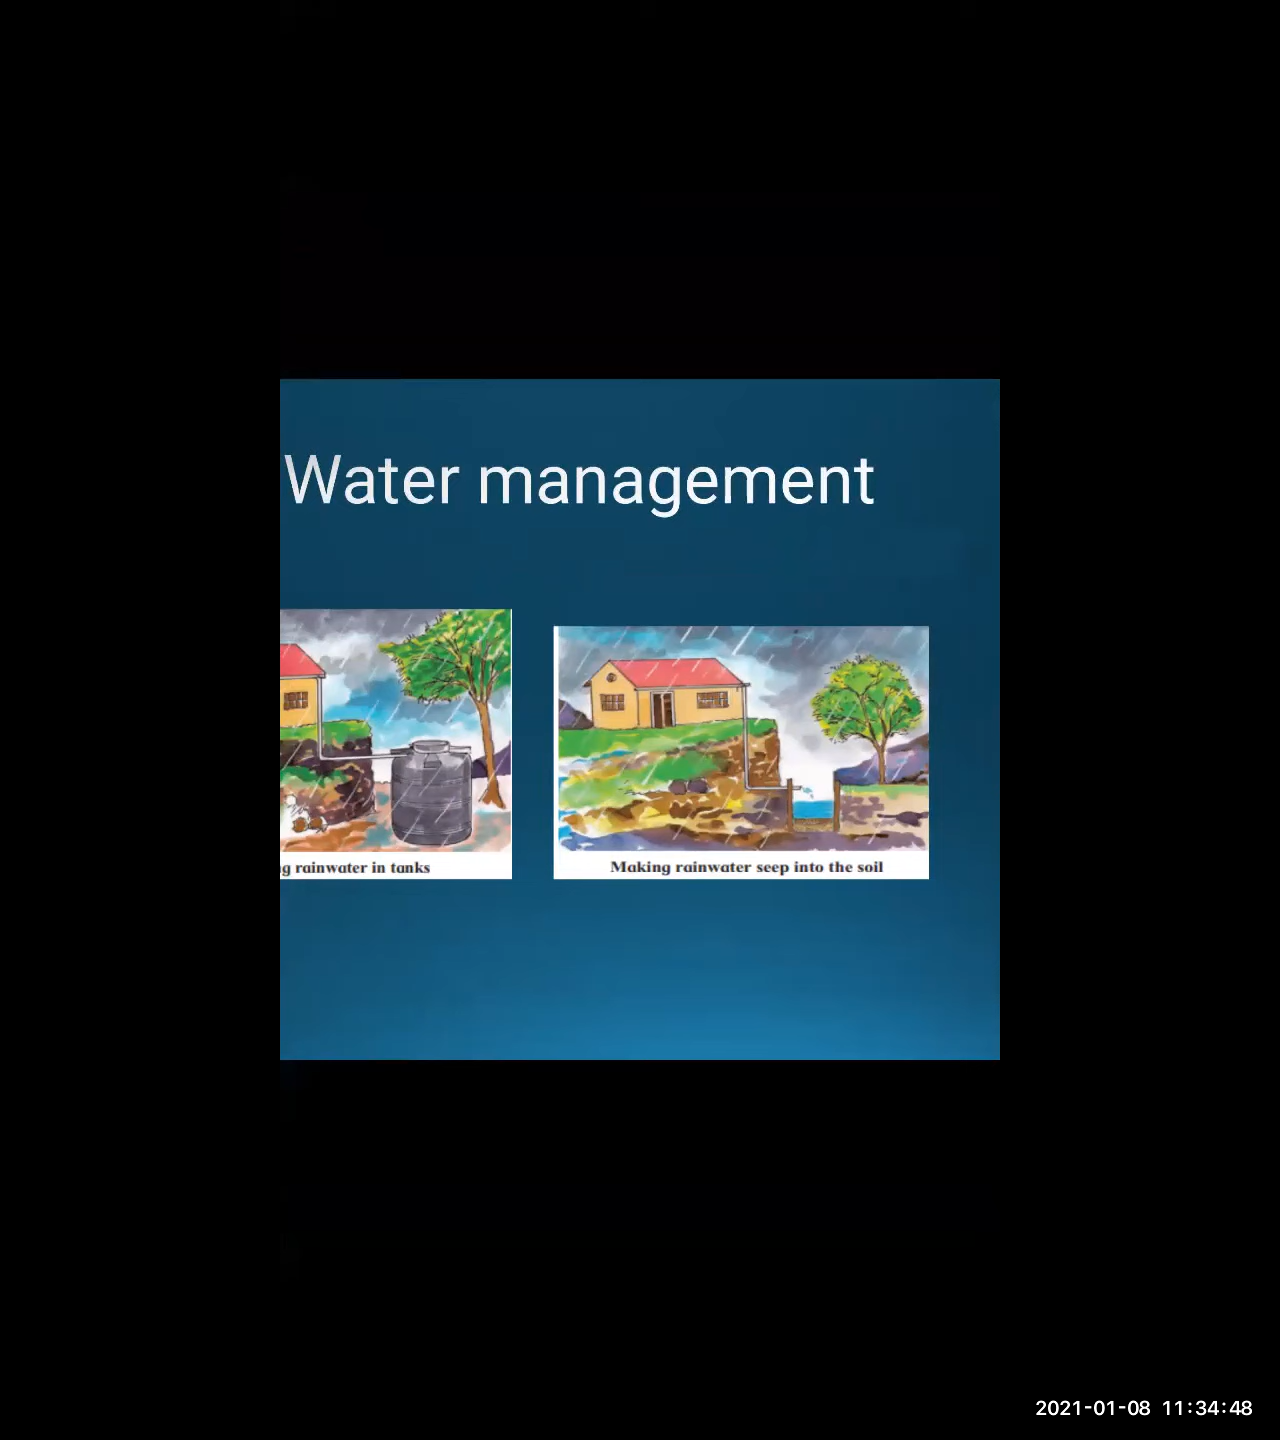 Water management
g rainwater in tanks
Making rainwater seep into the soil
2021-01-08 11:34:48